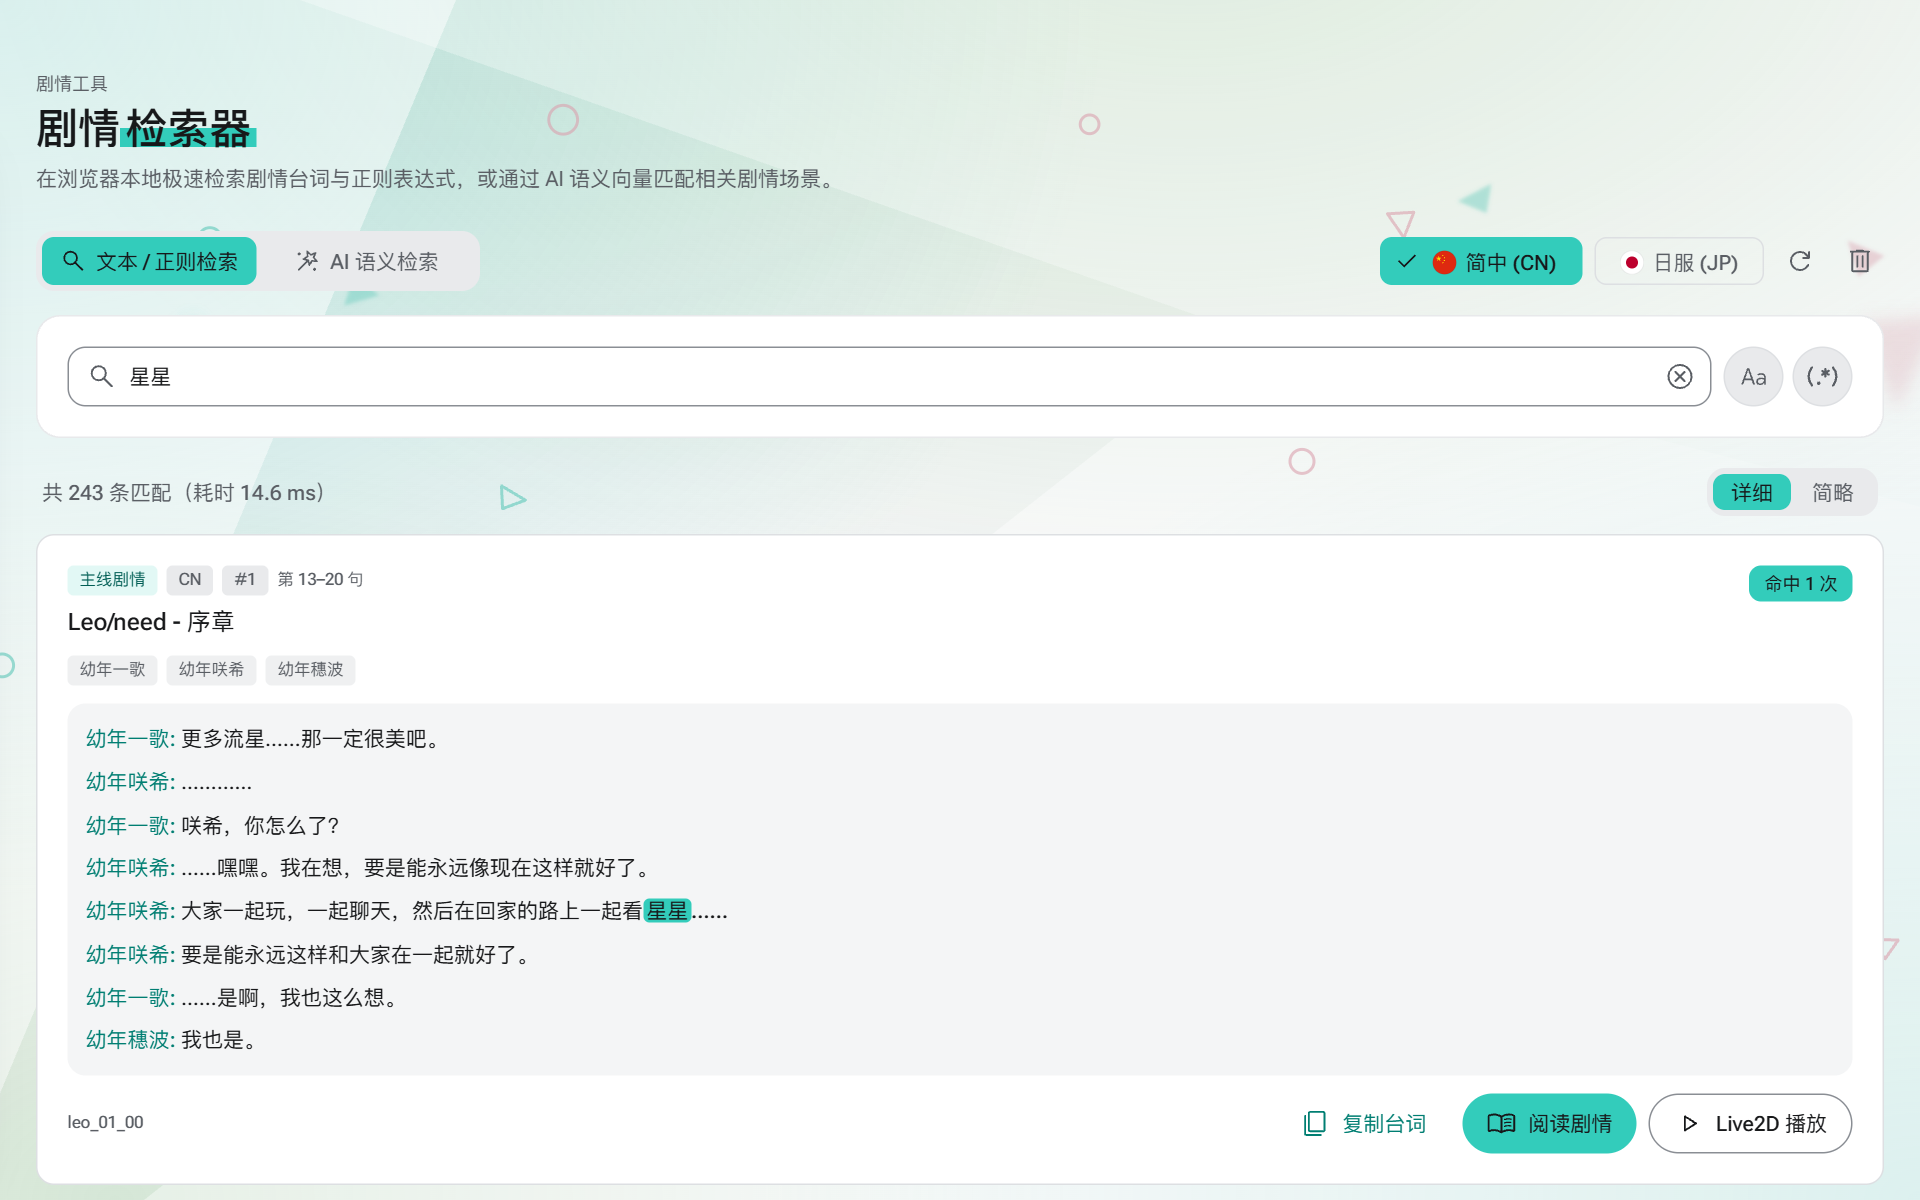 剧情工具
剧情检索器
在浏览器本地极速检索剧情台词与正则表达式，或通过 AI 语义向量匹配相关剧情场景。
文本 / 正则检索
AI 语义检索
简中 (CN)
日服 (JP)
星星
Aa
(.*)
共 243 条匹配（耗时 14.6 ms）
详细
简略
主线剧情
CN
#1
第 13–20 句
命中 1 次
Leo/need - 序章
幼年一歌
幼年咲希
幼年穗波
幼年一歌: 更多流星……那一定很美吧。
幼年咲希: …………
幼年一歌: 咲希，你怎么了？
幼年咲希: ……嘿嘿。我在想，要是能永远像现在这样就好了。
幼年咲希: 大家一起玩，一起聊天，然后在回家的路上一起看星星……
幼年咲希: 要是能永远这样和大家在一起就好了。
幼年一歌: ……是啊，我也这么想。
幼年穗波: 我也是。
leo_01_00
复制台词
阅读剧情
Live2D 播放